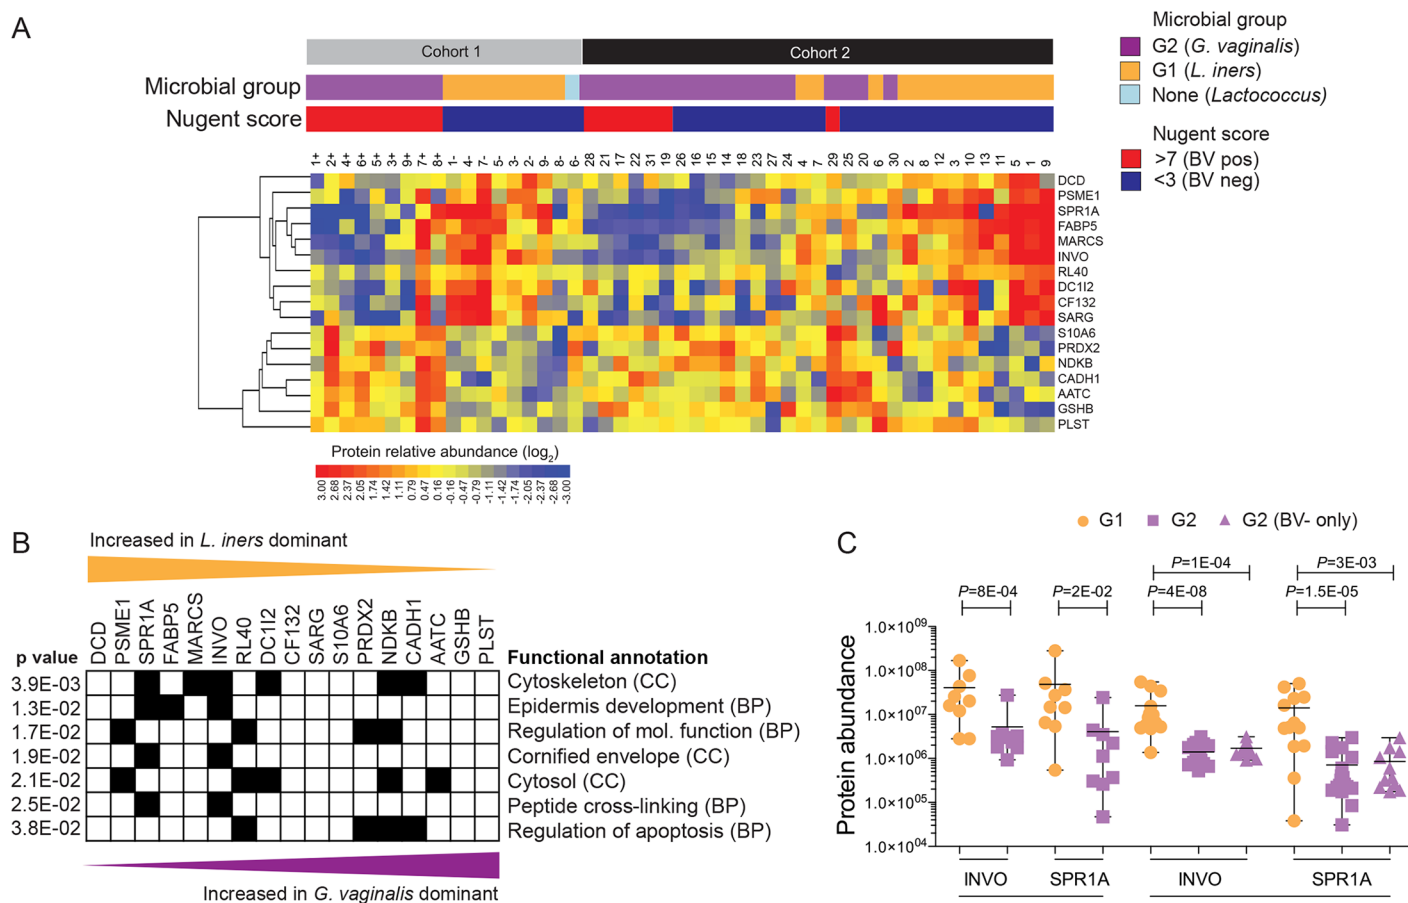 A
Cohort 1
Cohort 2
Microbial group
Nugent score
Microbial group
G2 (G. vaginalis)
G1 (L. iners)
None (Lactococcus)
Nugent score
>7 (BV pos)
<3 (BV neg)
1+ 2+ 4+ 6+ 5+ 3+ 9+ 7+ 8+ 1- 4- 7- 5- 3- 2- 9- 8- 6- 28 21 17 22 31 19 26 16 15 14 18 23 27 24 4 7 29 25 20 6 30 2 8 12 3 10 13 11 5 1 9
DCD
PSME1
SPR1A
FABP5
MARCS
INVO
RL40
DC1I2
CF132
SARG
S10A6
PRDX2
NDKB
CADH1
AATC
GSHB
PLST
Protein relative abundance (log2)
3.00 2.68 2.37 2.05 1.74 1.42 1.11 0.79 0.47 0.16 -0.16 -0.47 -0.79 -1.11 -1.42 -1.74 -2.05 -2.37 -2.68 -3.00
B
Increased in L. iners dominant
DCD PSME1 SPR1A FABP5 MARCS INVO RL40 DC1I2 CF132 SARG S10A6 PRDX2 NDKB CADH1 AATC GSHB PLST
p value
Functional annotation
3.9E-03 Cytoskeleton (CC)
1.3E-02 Epidermis development (BP)
1.7E-02 Regulation of mol. function (BP)
1.9E-02 Cornified envelope (CC)
2.1E-02 Cytosol (CC)
2.5E-02 Peptide cross-linking (BP)
3.8E-02 Regulation of apoptosis (BP)
Increased in G. vaginalis dominant
C
G1 G2 G2 (BV- only)
P=1E-04 P=3E-03
P=8E-04 P=2E-02 P=4E-08 P=1.5E-05
Protein abundance
1.0×10^09
1.0×10^08
1.0×10^07
1.0×10^06
1.0×10^05
1.0×10^04
INVO SPR1A INVO SPR1A